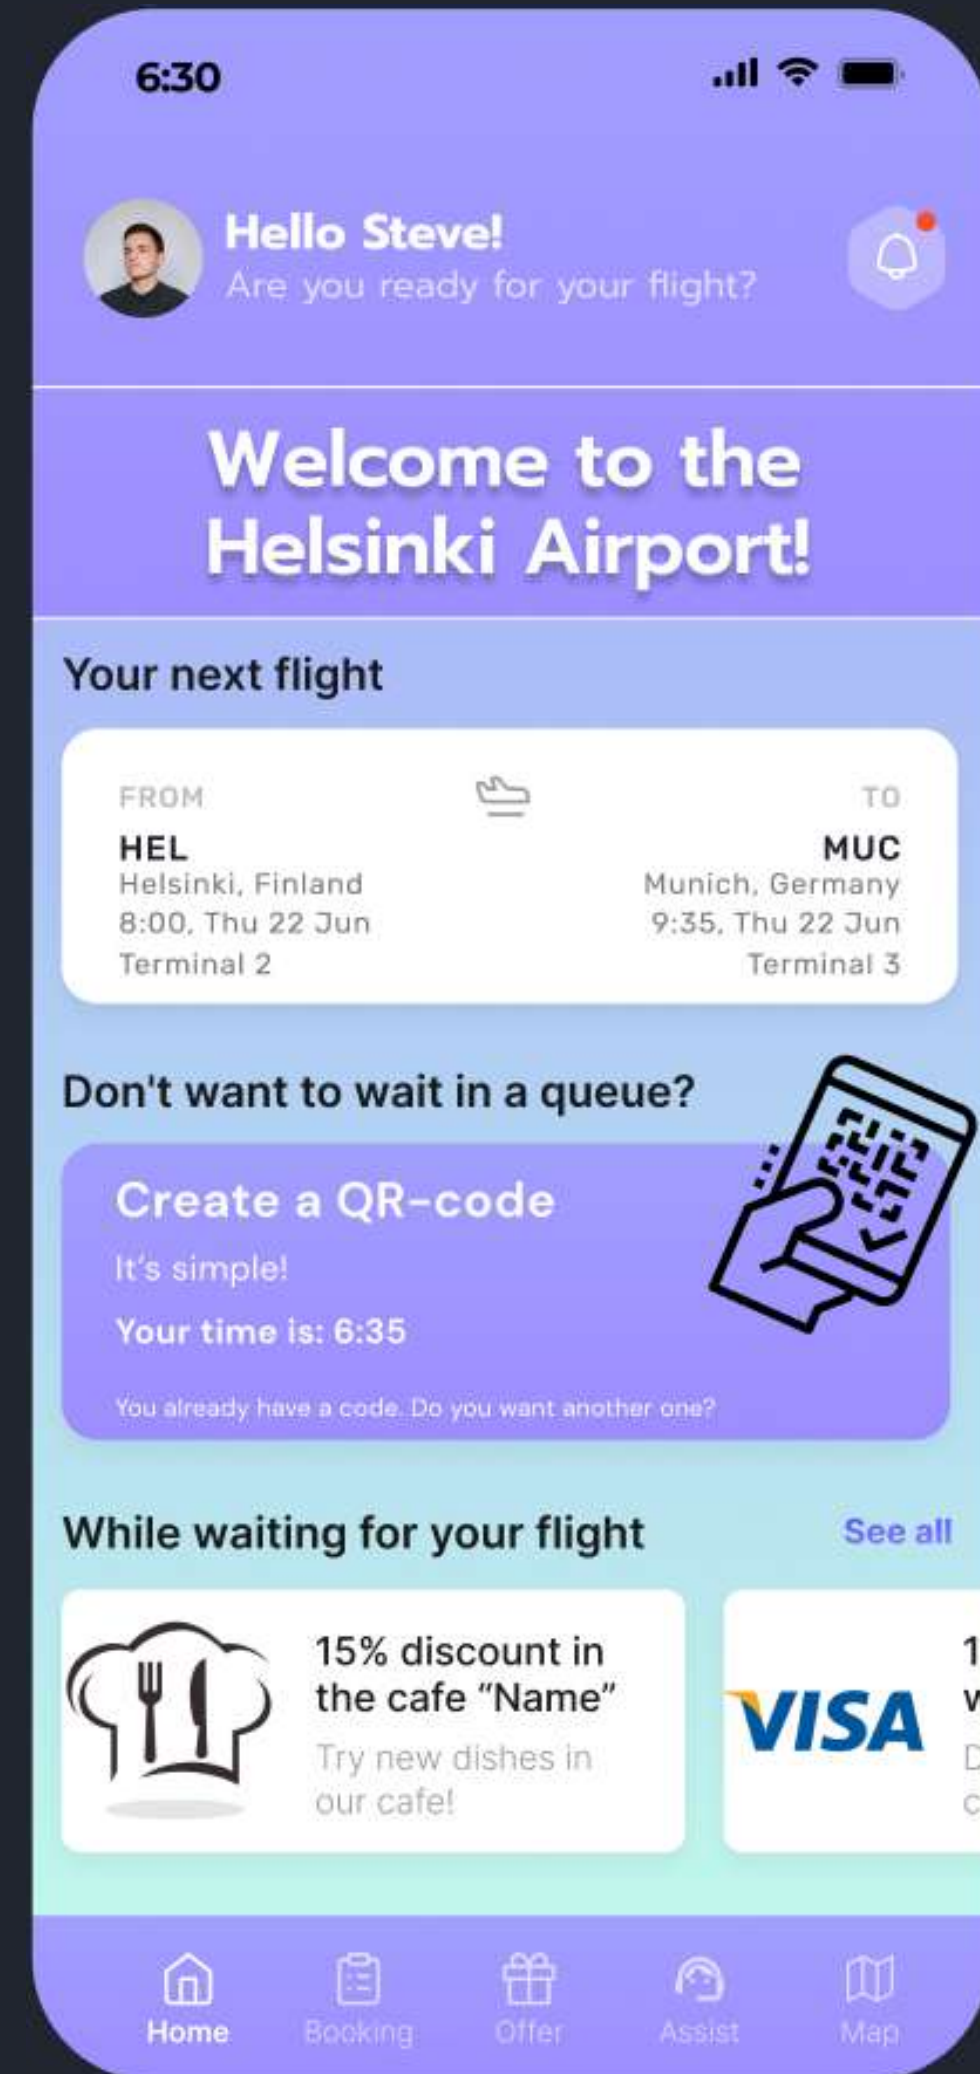 6:30
Hello Steve!
Are you ready for your flight?
Welcome to the
Helsinki Airport!
Your next flight
FROM
TO
HEL
MUC
Helsinki, Finland
Munich, Germany
8:00, Thu 22 Jun
9:35, Thu 22 Jun
Terminal 2
Terminal 3
Don't want to wait in a queue?
Create a QR-code
It's simple!
Your time is: 6:35
You already have a code. Do you want another one?
While waiting for your flight
See all
15% discount in
the cafe “Name”
Try new dishes in
our cafe!
VISA
Home
Booking
Offer
Assist
Map